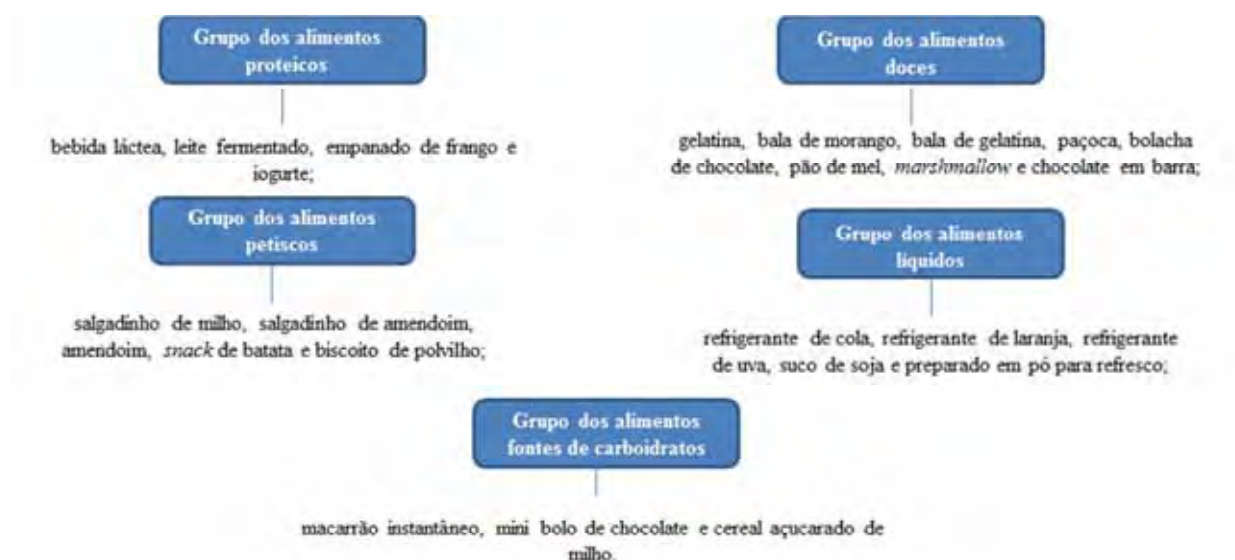 Grupo dos alimentos
proteicos
bebida láctea, leite fermentado, empanado de frango e
iogurte;
Grupo dos alimentos
doces
gelatina, bala de morango, bala de gelatina, paçoca, bolacha
de chocolate, pão de mel, marshmallow e chocolate em barra;
Grupo dos alimentos
petiscos
salgadinho de milho, salgadinho de amendoim,
amendoim, snack de batata e biscoito de polvilho;
Grupo dos alimentos
líquidos
refrigerante de cola, refrigerante de laranja, refrigerante
de uva, suco de soja e preparado em pó para refresco;
Grupo dos alimentos
fontes de carboidratos
macarrão instantâneo, mini bolo de chocolate e cereal açucarado de
milho.